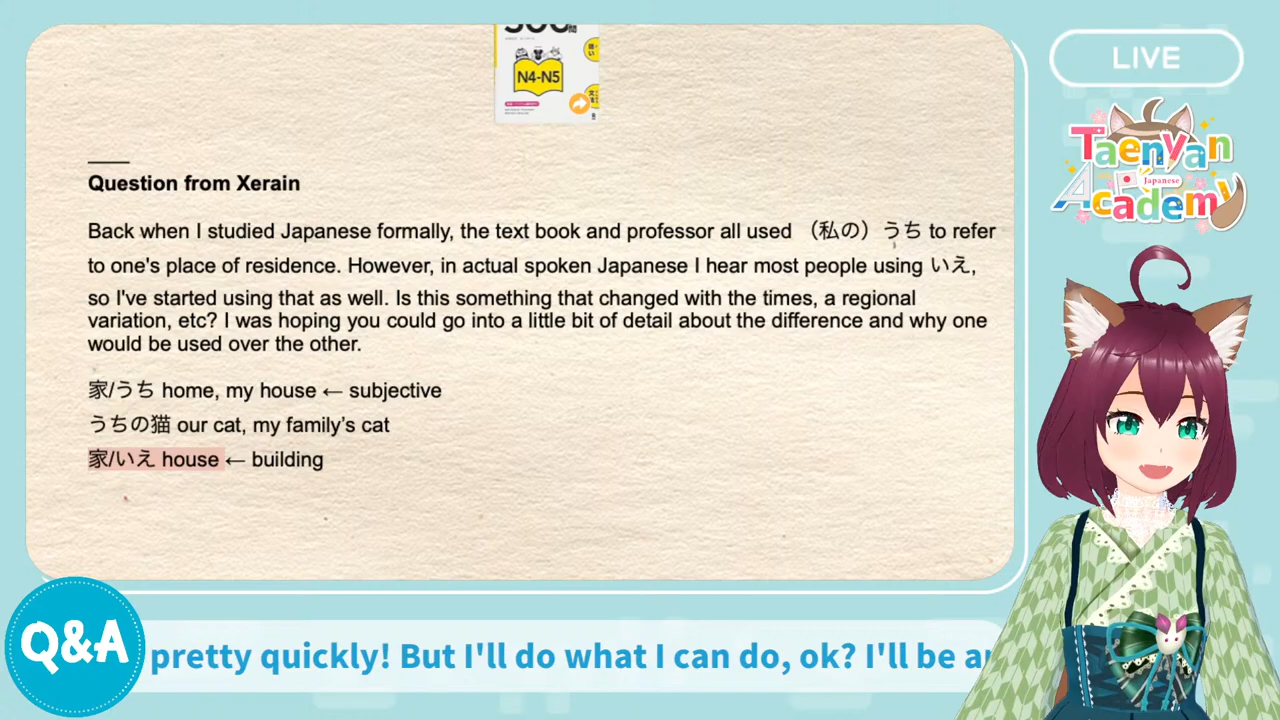 N4-N5
Question from Xerain
Back when I studied Japanese formally, the text book and professor all used （私の）うち to refer
to one's place of residence. However, in actual spoken Japanese I hear most people using いえ,
so I've started using that as well. Is this something that changed with the times, a regional
variation, etc? I was hoping you could go into a little bit of detail about the difference and why one
would be used over the other.
家/うち home, my house ← subjective
うちの猫 our cat, my family’s cat
家/いえ house ← building
LIVE
Taenyan
Japanese
Academy
Q&A
pretty quickly! But I'll do what I can do, ok? I'll be